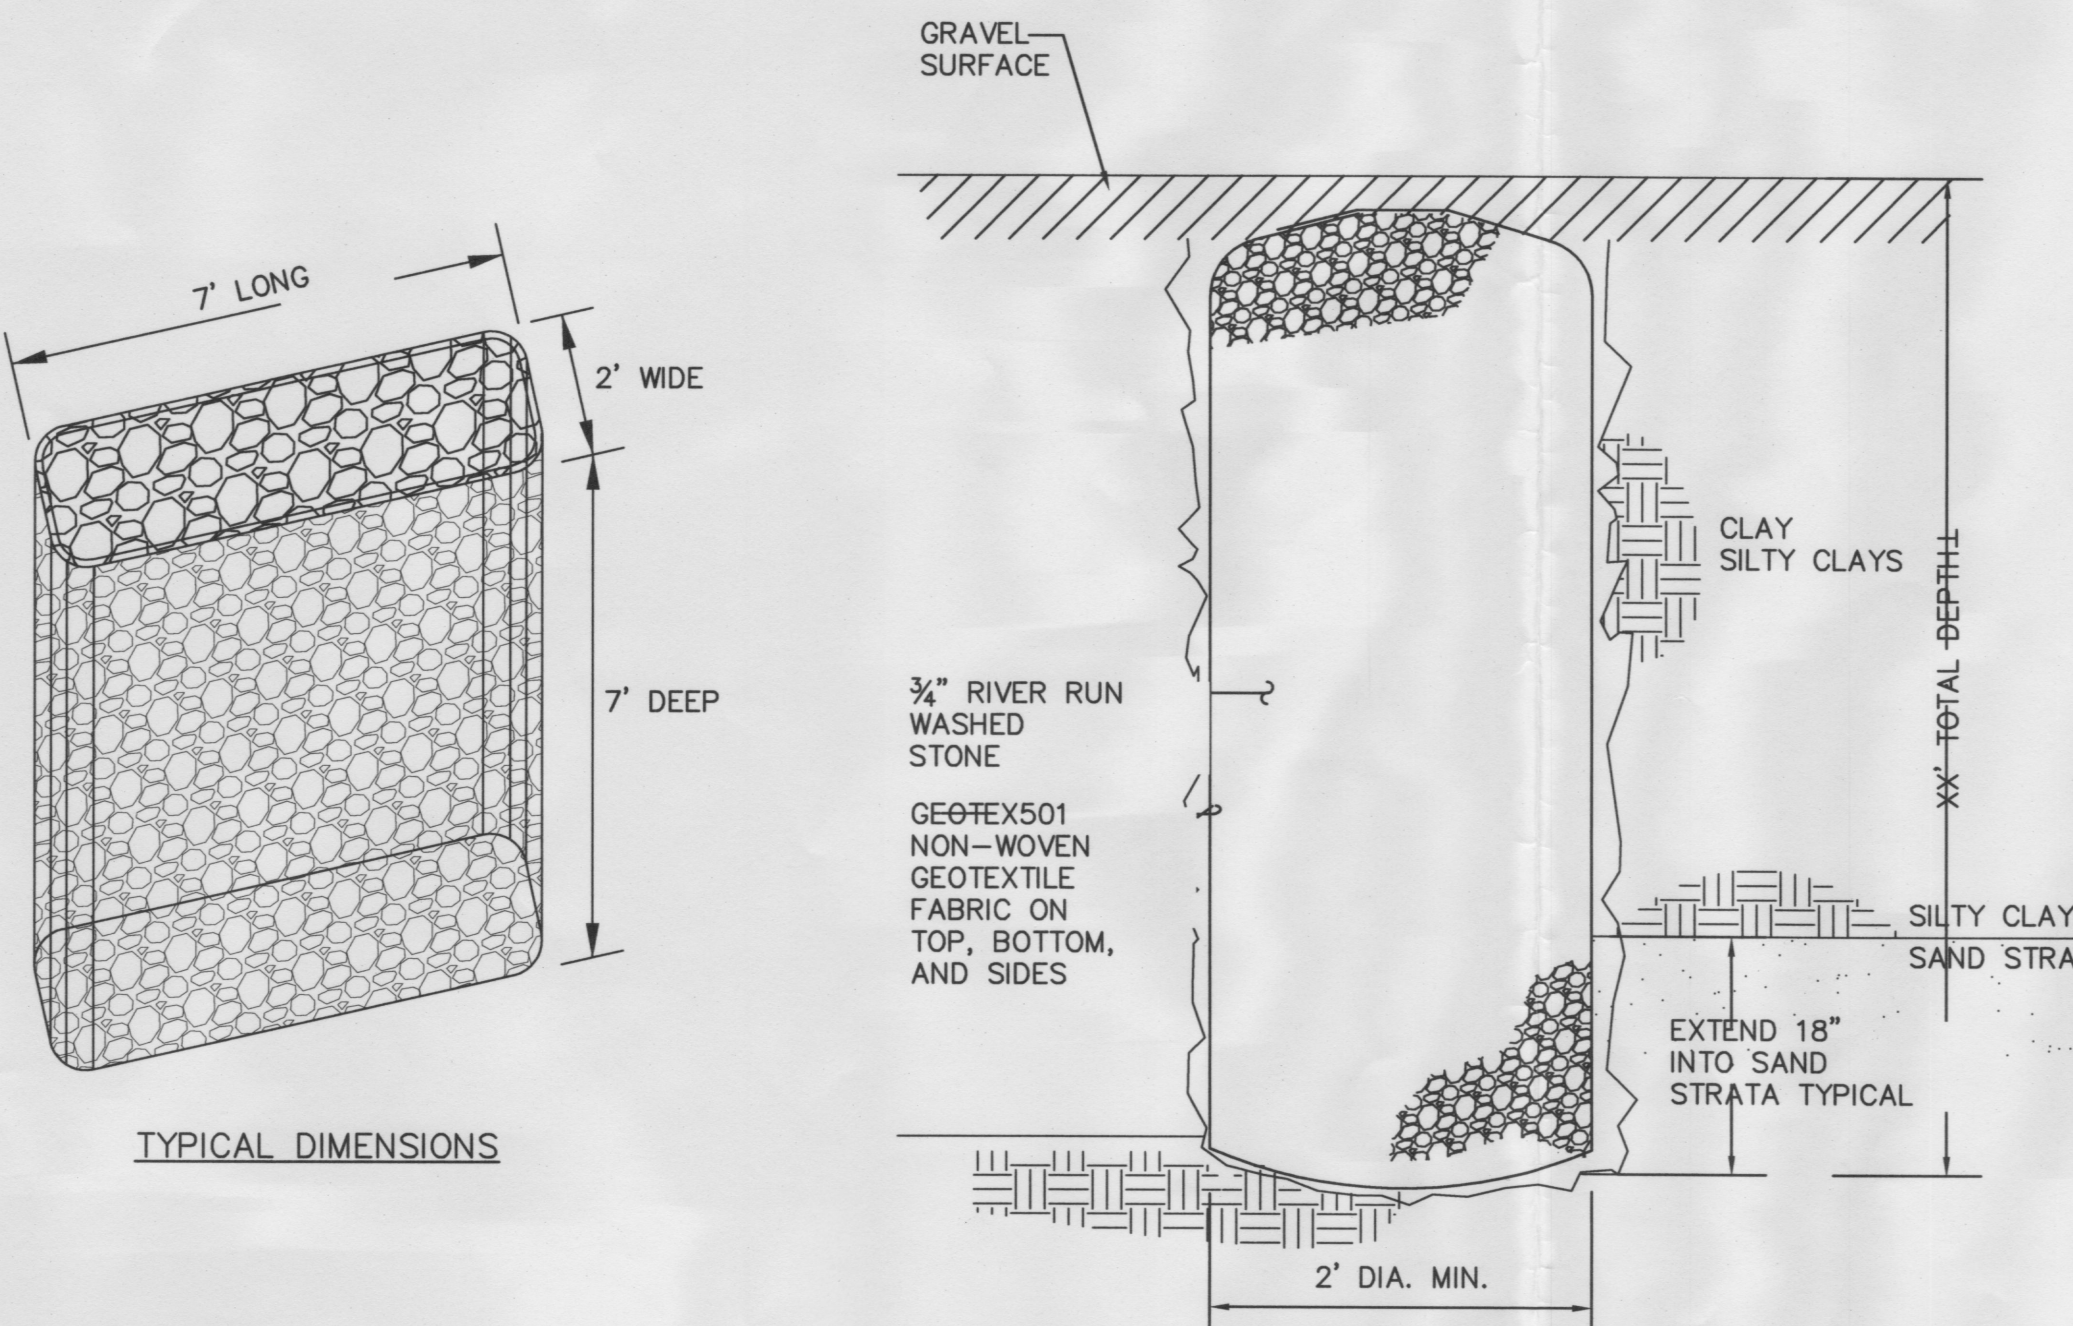 GRAVEL
SURFACE
7' LONG
2' WIDE
7' DEEP
TYPICAL DIMENSIONS
¾" RIVER RUN
WASHED
STONE
GEOTEX501
NON-WOVEN
GEOTEXTILE
FABRIC ON
TOP, BOTTOM,
AND SIDES
CLAY
SILTY CLAYS
XX' TOTAL DEPTH
SILTY CLAY
SAND STRA
EXTEND 18"
INTO SAND
STRATA TYPICAL
2' DIA. MIN.